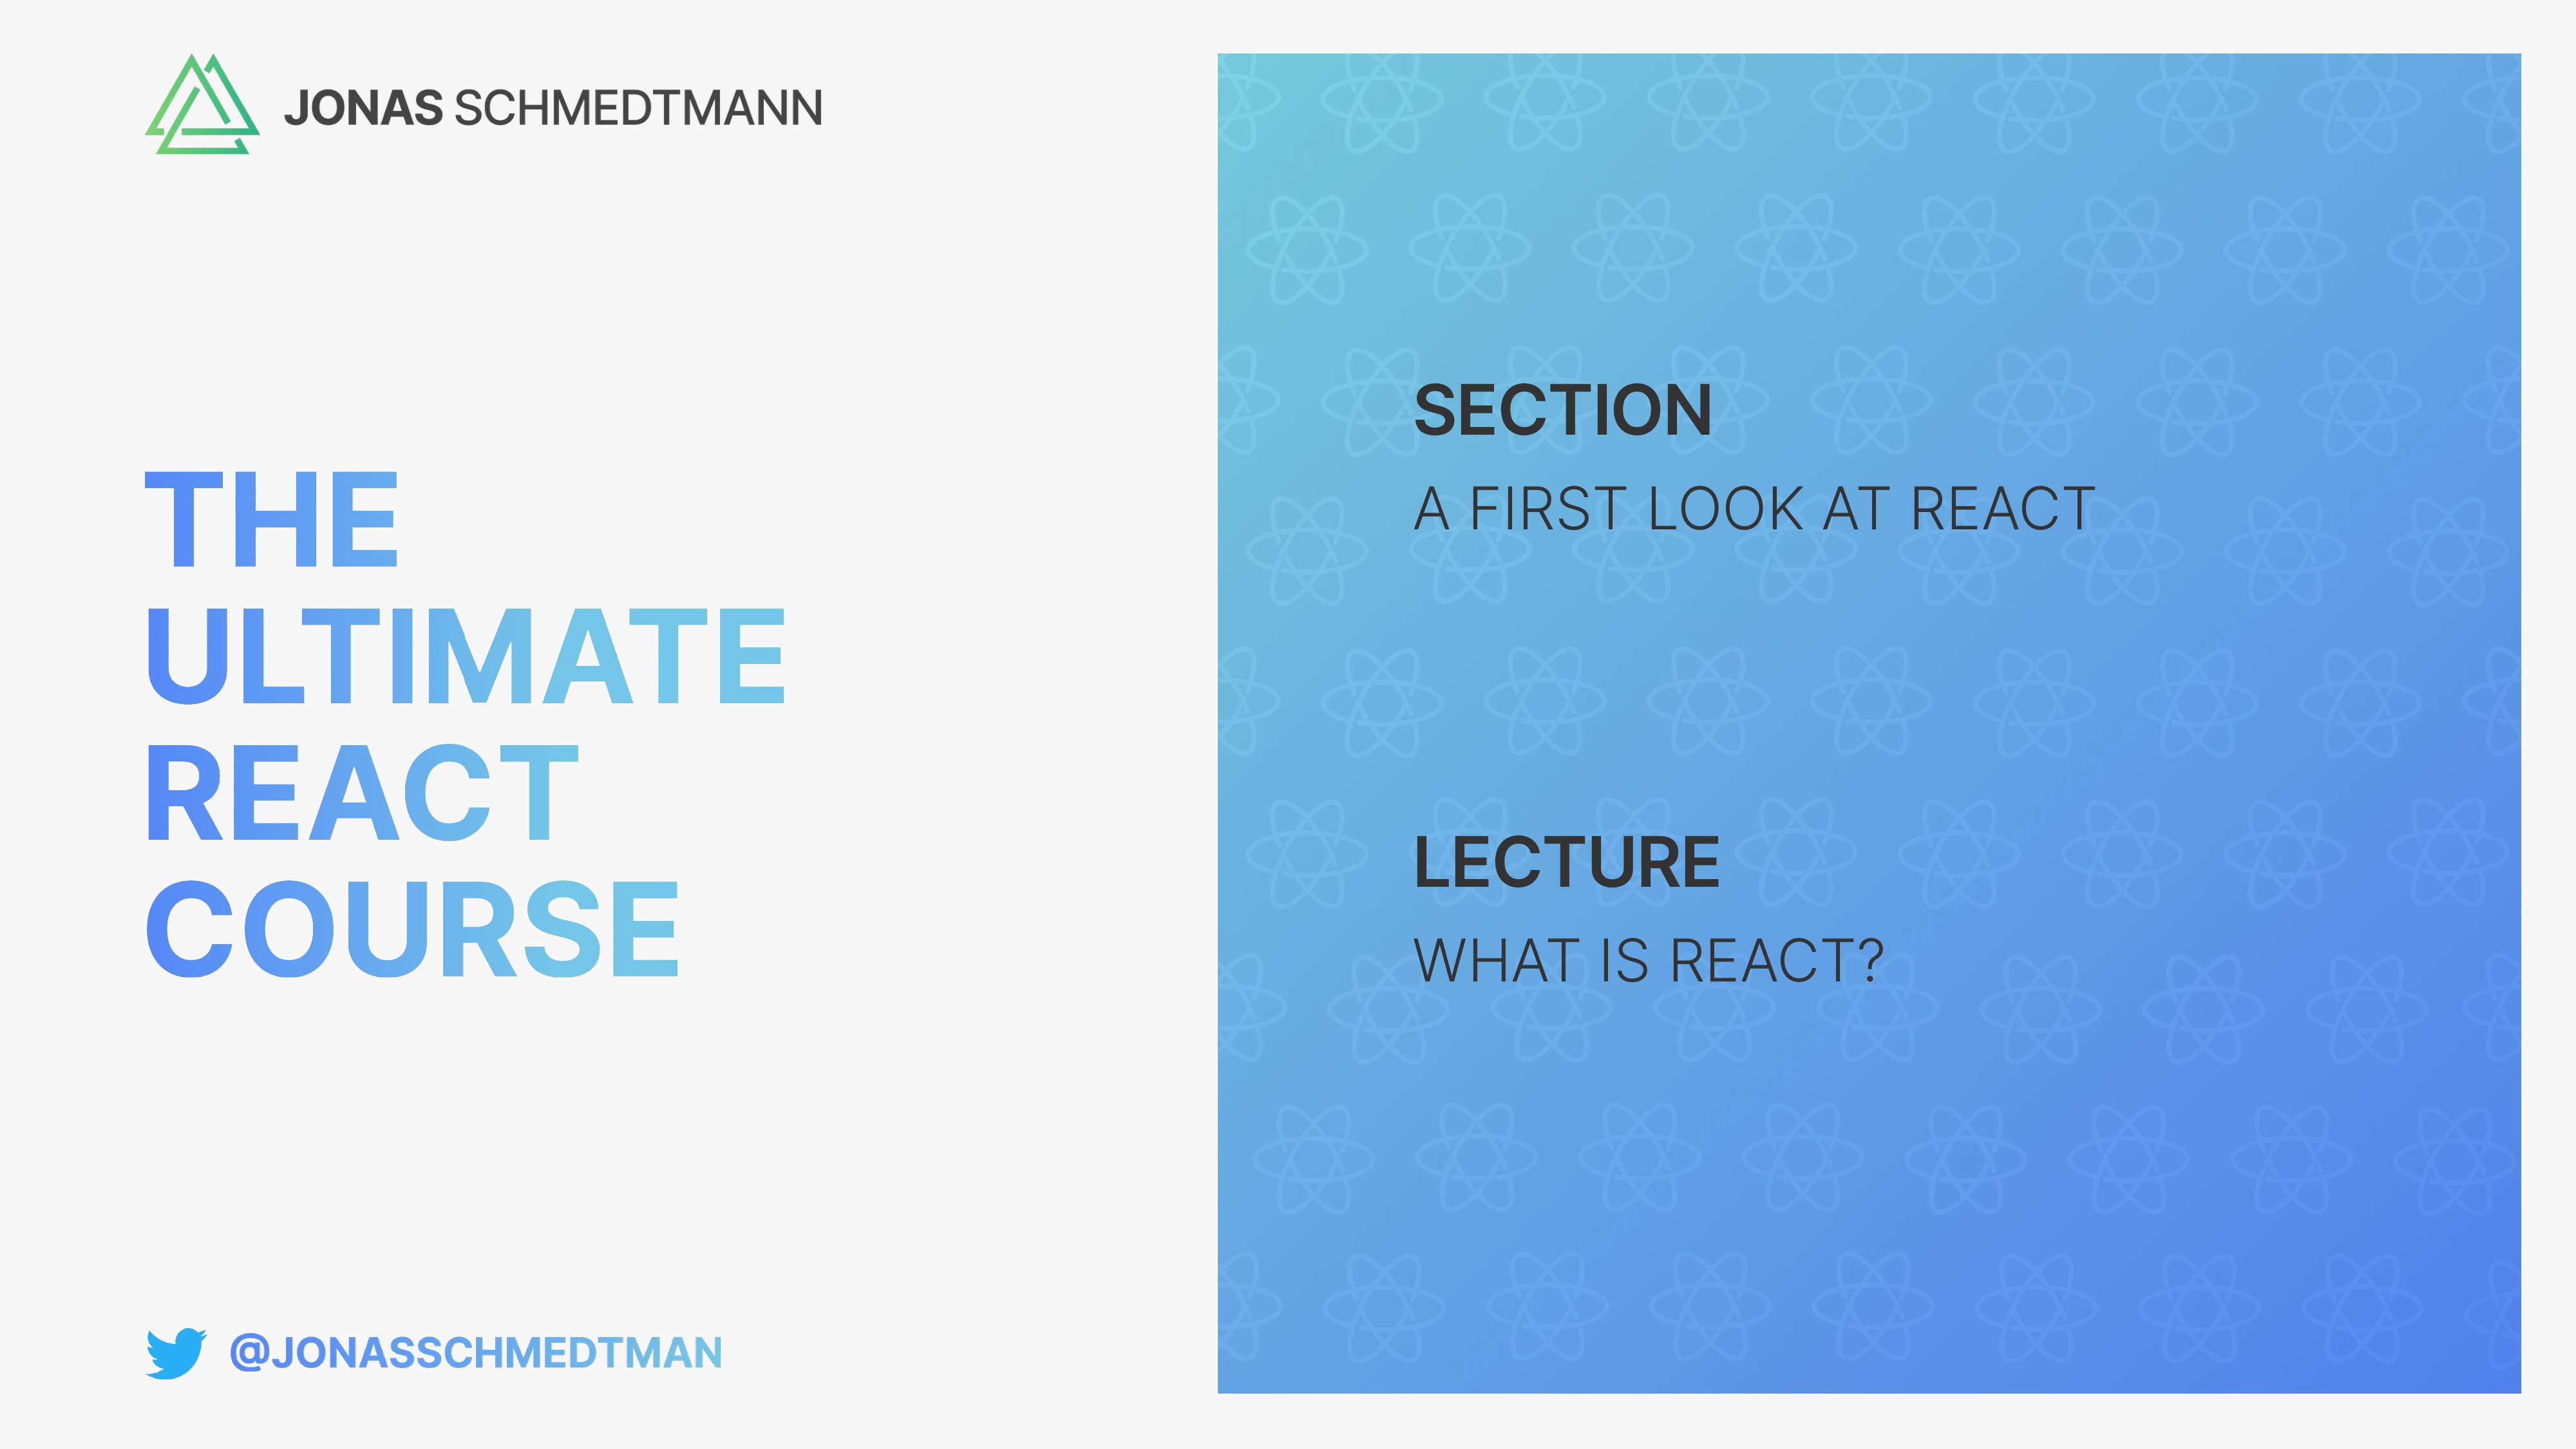 JONAS SCHMEDTMANN
THE
ULTIMATE
REACT
COURSE
@JONASSCHMEDTMAN
SECTION
A FIRST LOOK AT REACT
LECTURE
WHAT IS REACT?